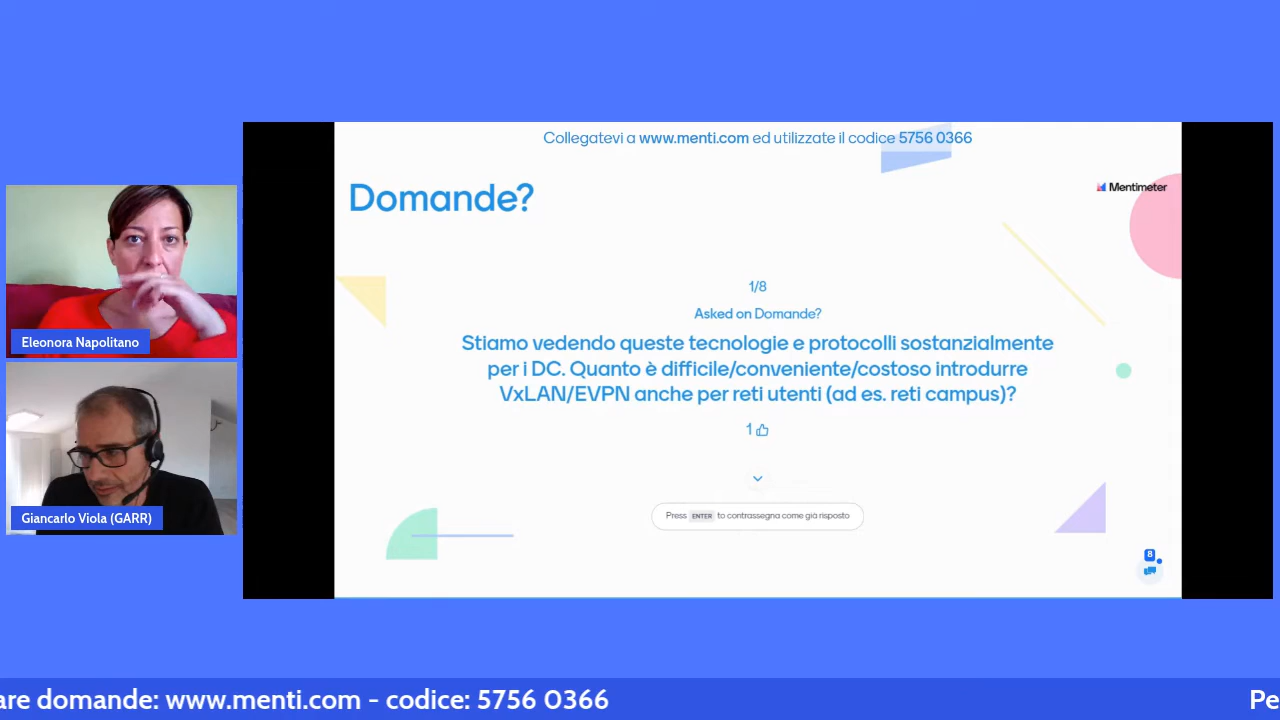 Collegatevi a www.menti.com ed utilizzate il codice 5756 0366
Domande?
Mentimeter
1/8
Asked on Domande?
Stiamo vedendo queste tecnologie e protocolli sostanzialmente
per i DC. Quanto è difficile/conveniente/costoso introdurre
VxLAN/EVPN anche per reti utenti (ad es. reti campus)?
1
Press ENTER to contrassegna come già risposto
8
Eleonora Napolitano
Giancarlo Viola (GARR)
are domande: www.menti.com - codice: 5756 0366
Pe